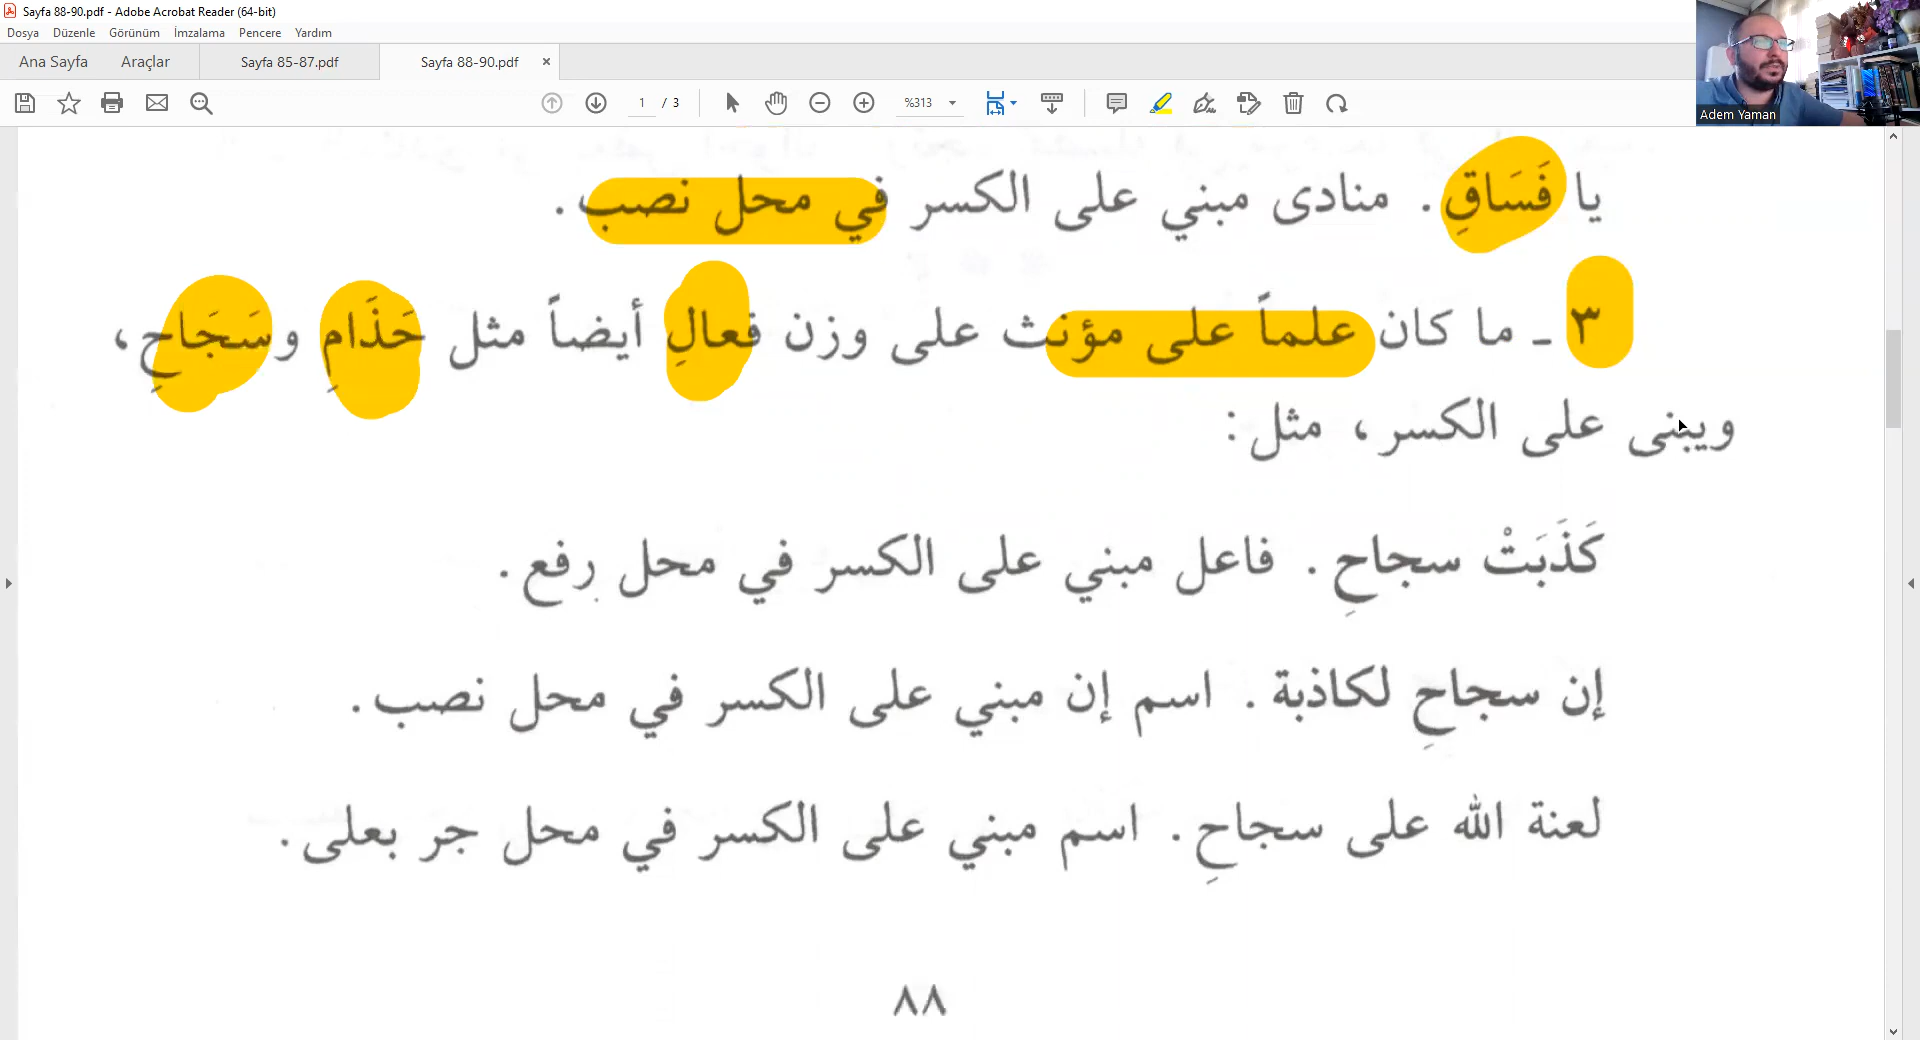 Sayfa 88-90.pdf - Adobe Acrobat Reader (64-bit)
Dosya Düzenle Görünüm İmzalama Pencere Yardım
Ana Sayfa Araçlar Sayfa 85-87.pdf Sayfa 88-90.pdf
1 / 3 %313
Adem Yaman
يا فَسَاقِ. منادى مبني على الكسر في محل نصب.
٣ ـ ما كان علماً على مؤنث على وزن فعالِ أيضاً مثل حَذَامِ وسَجَاحِ،
ويبنى على الكسر، مثل:
كَذَبَتْ سجاحِ. فاعل مبني على الكسر في محل رفع.
إن سجاحِ لكاذبة. اسم إن مبني على الكسر في محل نصب.
لعنة الله على سجاحِ. اسم مبني على الكسر في محل جر بعلى.
٨٨